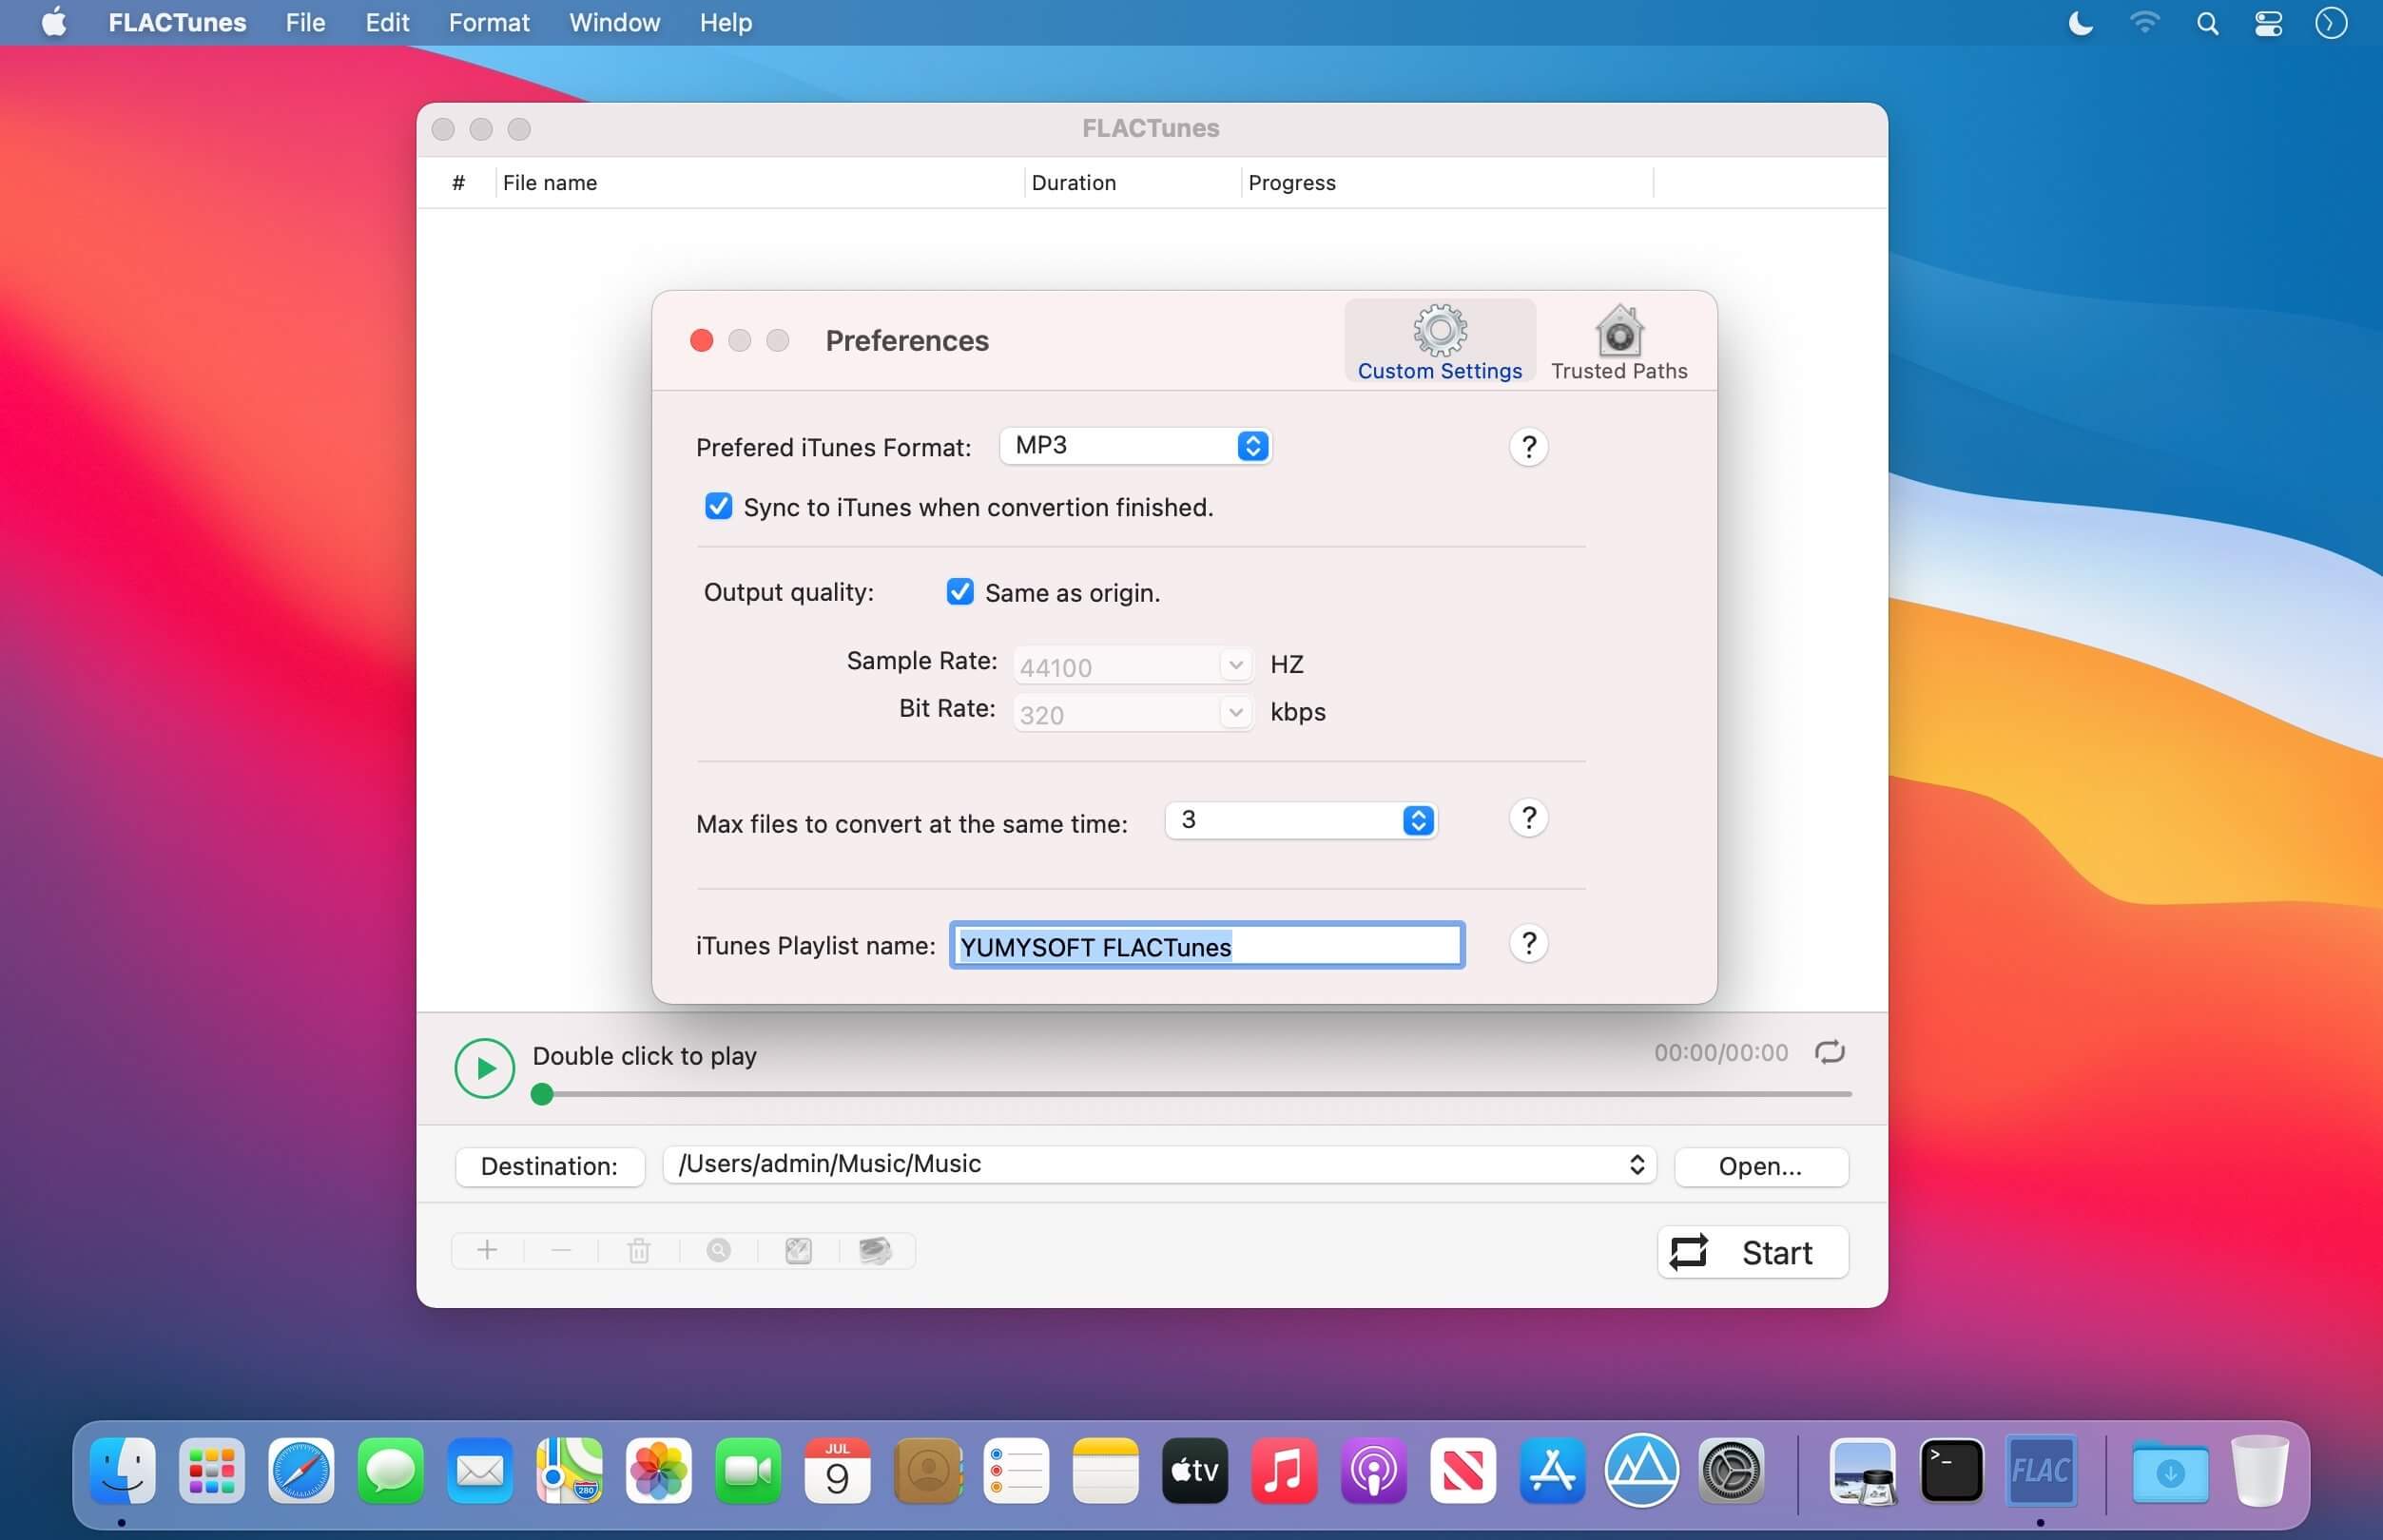 FLACTunes File Edit Format Window Help
FLACTunes
# File name Duration Progress
Preferences
Custom Settings Trusted Paths
Prefered iTunes Format: MP3 ?
Sync to iTunes when convertion finished.
Output quality: Same as origin.
Sample Rate: 44100 HZ
Bit Rate: 320 kbps
Max files to convert at the same time: 3 ?
iTunes Playlist name: YUMYSOFT FLACTunes ?
Double click to play 00:00/00:00
Destination: /Users/admin/Music/Music Open...
Start
JUL
9
280
tv
>_
FLAC